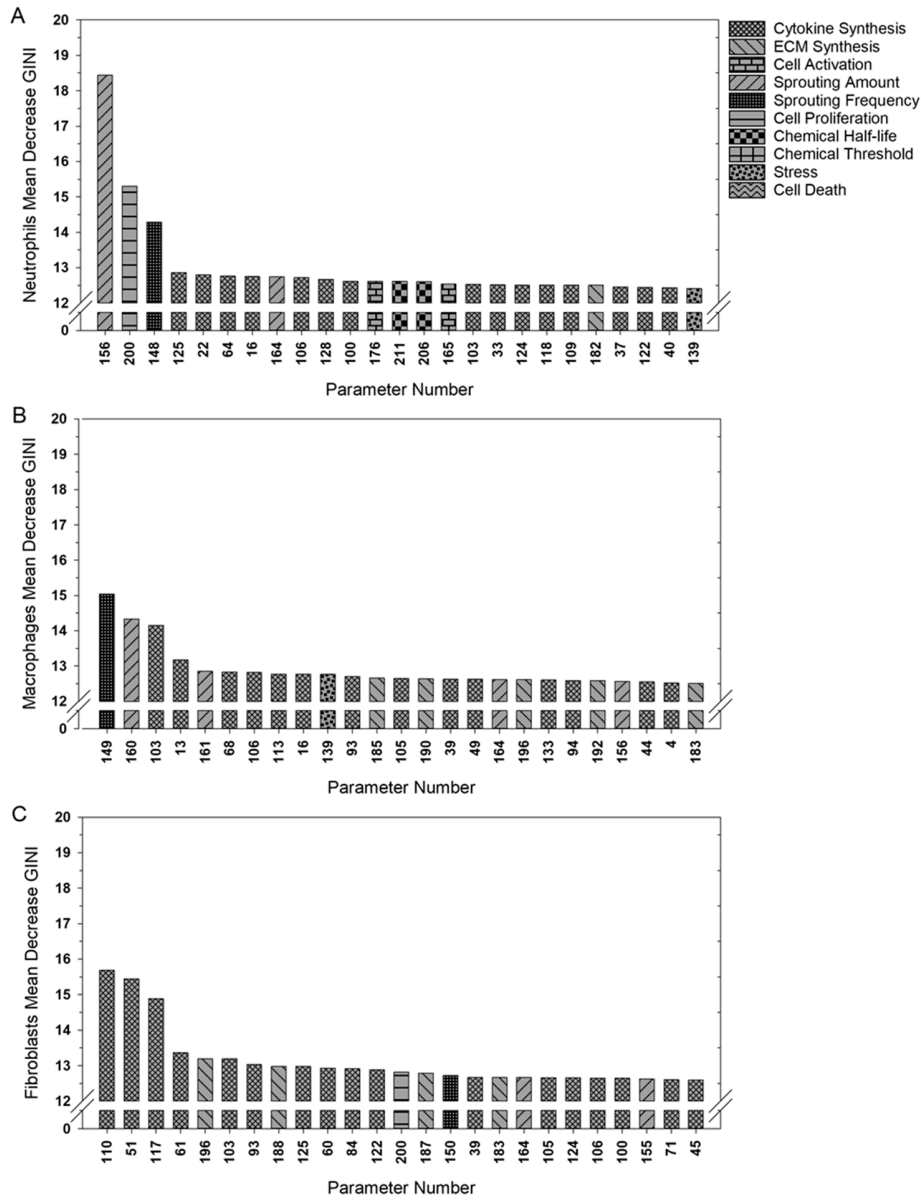 A
Neutrophils Mean Decrease GINI
20
19
18
17
16
15
14
13
12
0
156 200 148 125 22 64 16 164 106 128 100 176 211 206 165 103 33 124 118 109 182 37 122 40 139
Parameter Number
Cytokine Synthesis
ECM Synthesis
Cell Activation
Sprouting Amount
Sprouting Frequency
Cell Proliferation
Chemical Half-life
Chemical Threshold
Stress
Cell Death
B
Macrophages Mean Decrease GINI
20
19
18
17
16
15
14
13
12
0
149 160 103 13 161 68 106 113 16 139 93 185 105 190 39 49 164 196 133 94 192 156 44 4 183
Parameter Number
C
Fibroblasts Mean Decrease GINI
20
19
18
17
16
15
14
13
12
0
110 51 117 61 196 103 93 188 125 60 84 122 200 187 150 39 183 164 105 124 106 100 155 71 45
Parameter Number